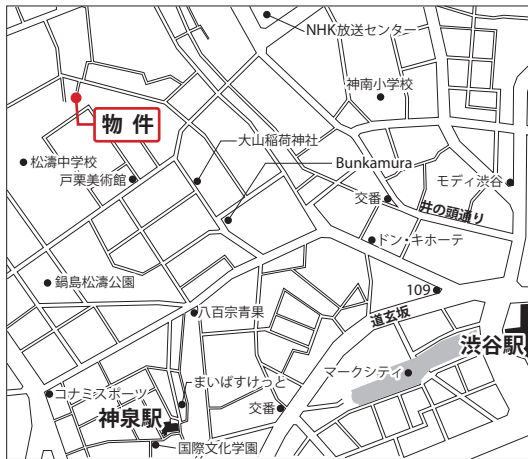 NHK放送センター
神南小学校
物件
大山稲荷神社
松濤中学校
Bunkamura
戸栗美術館
モディ渋谷
交番
井の頭通り
ドン・キホーテ
鍋島松濤公園
109
八百宗青果
道玄坂
渋谷駅
マークシティ
まいばすけっと
コナミスポーツ
交番
神泉駅
国際文化学園